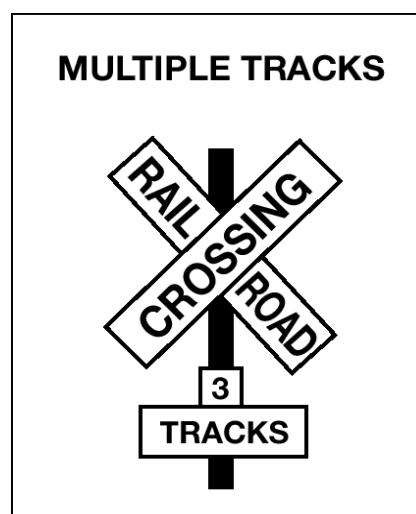 MULTIPLE TRACKS
RAIL
CROSSING
ROAD
3
TRACKS